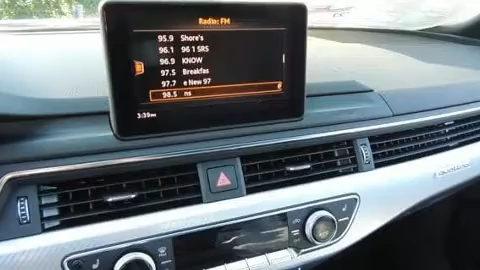 Radio: FM
95.9 Shore's
96.1 96 1 SRS
96.9 KNOW
97.5 Breakfas
97.7 e New 97
98.5 ns
3:39PM